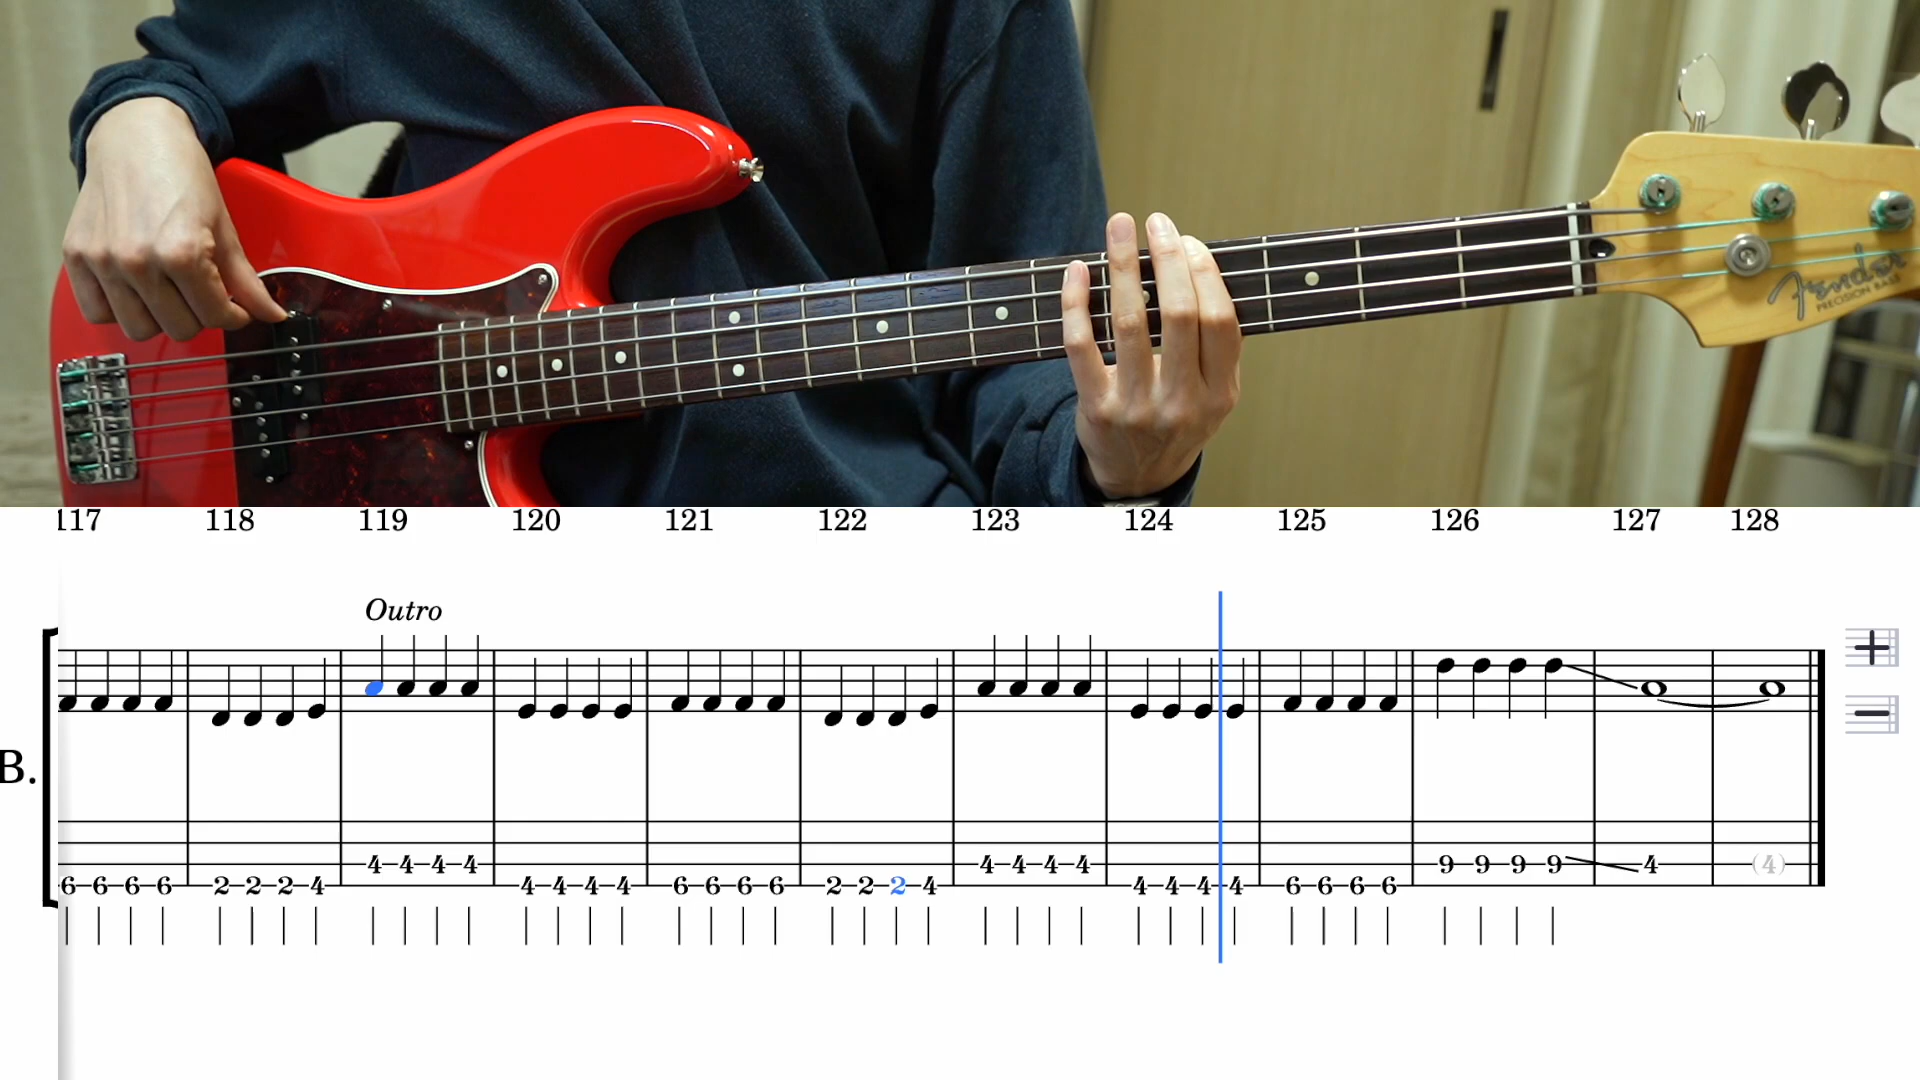 Fender
PRECISION BASS
117 118 119 120 121 122 123 124 125 126 127 128
Outro
B.
4 4 4 4 4 4 4 4 9 9 9 9 4 (4)
6 6 6 6 2 2 2 4 4 4 4 4 6 6 6 6 2 2 2 4 4 4 4 4 6 6 6 6